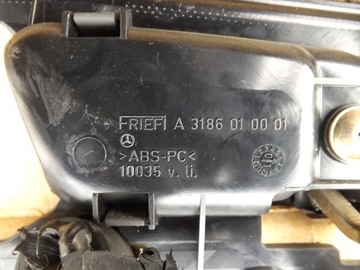 FRIEFI A 3186 01 00 01
>ABS-PC<
10035 v. li.